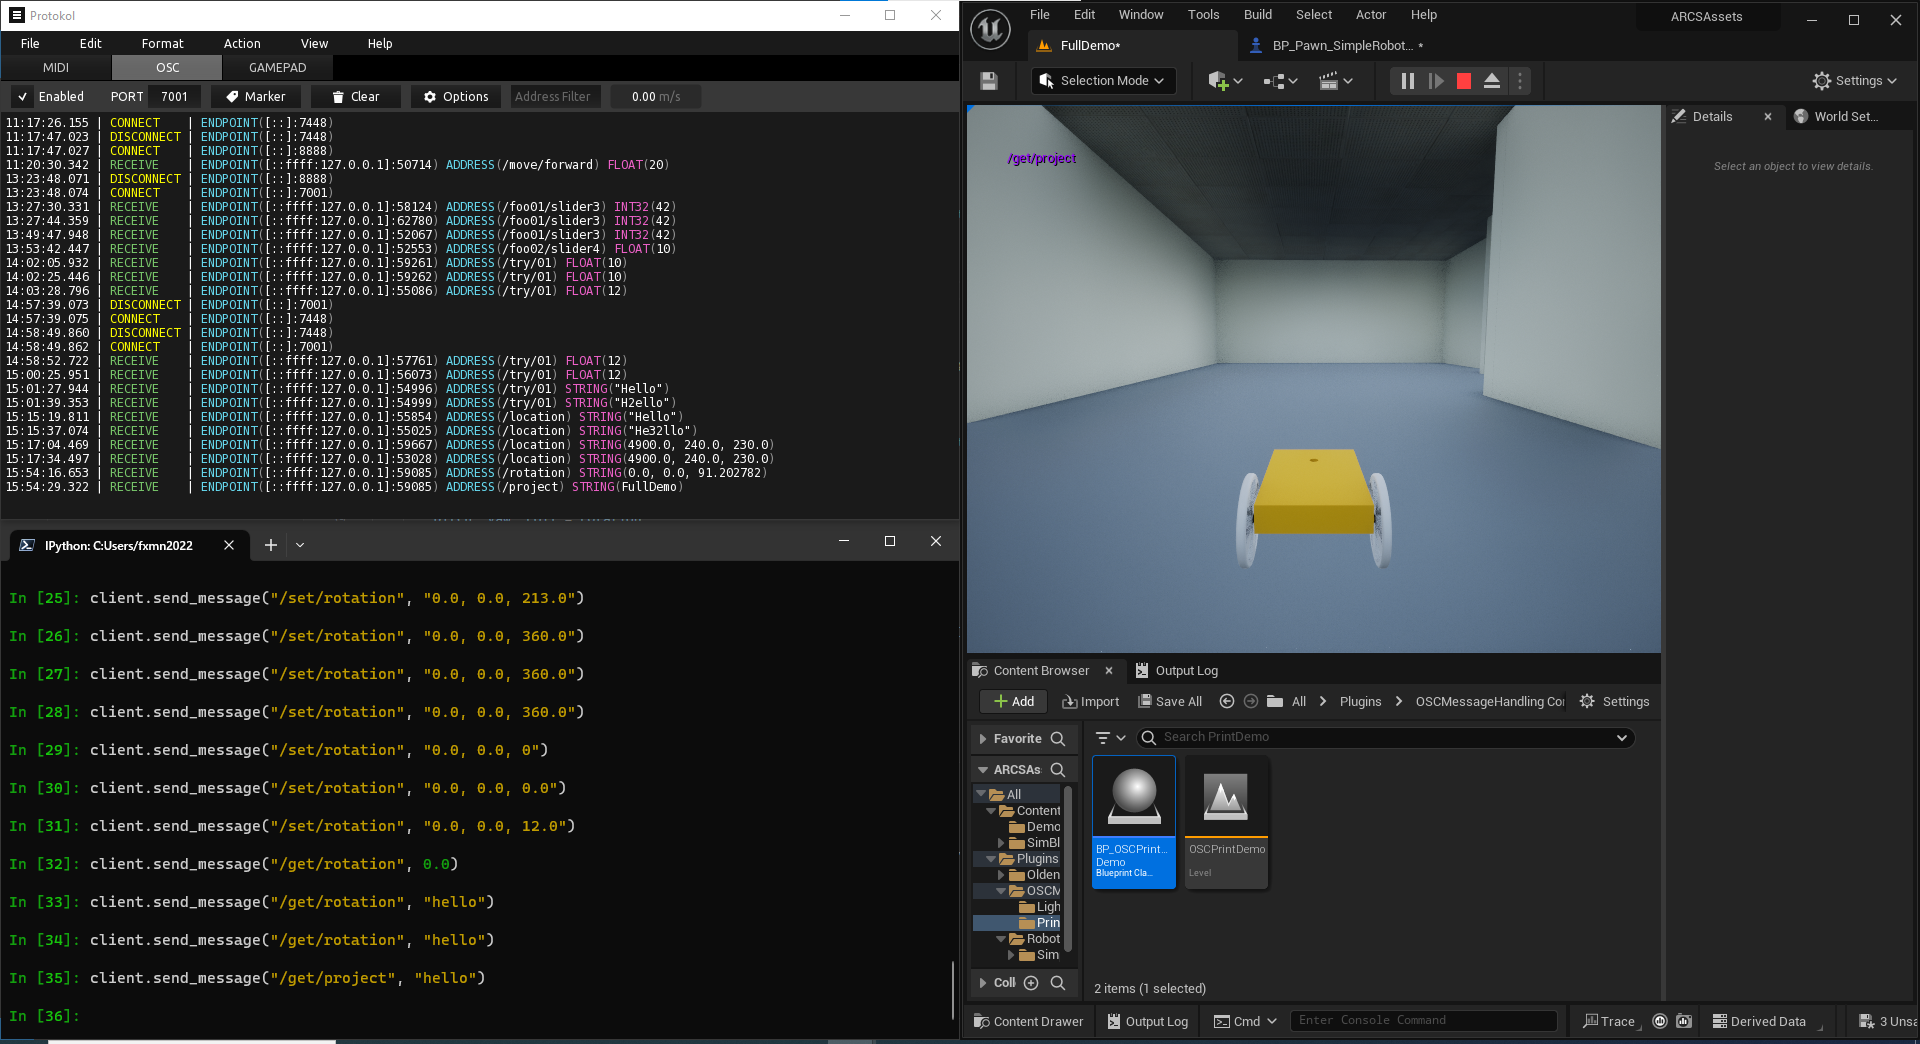 Protokol
File Edit Format Action View Help
MIDI OSC GAMEPAD
Enabled PORT 7001 Marker Clear Options Address Filter 0.00 m/s
11:17:26.155 | CONNECT | ENDPOINT([::]:7448)
11:17:47.023 | DISCONNECT | ENDPOINT([::]:7448)
11:17:47.027 | CONNECT | ENDPOINT([::]:8888)
11:20:30.342 | RECEIVE | ENDPOINT([::ffff:127.0.0.1]:50714) ADDRESS(/move/forward) FLOAT(20)
13:23:48.071 | DISCONNECT | ENDPOINT([::]:8888)
13:23:48.074 | CONNECT | ENDPOINT([::]:7001)
13:27:30.331 | RECEIVE | ENDPOINT([::ffff:127.0.0.1]:58124) ADDRESS(/foo01/slider3) INT32(42)
13:27:44.359 | RECEIVE | ENDPOINT([::ffff:127.0.0.1]:62780) ADDRESS(/foo01/slider3) INT32(42)
13:49:47.948 | RECEIVE | ENDPOINT([::ffff:127.0.0.1]:52067) ADDRESS(/foo01/slider3) INT32(42)
13:53:42.447 | RECEIVE | ENDPOINT([::ffff:127.0.0.1]:52553) ADDRESS(/foo02/slider4) FLOAT(10)
14:02:05.932 | RECEIVE | ENDPOINT([::ffff:127.0.0.1]:59261) ADDRESS(/try/01) FLOAT(10)
14:02:25.446 | RECEIVE | ENDPOINT([::ffff:127.0.0.1]:59262) ADDRESS(/try/01) FLOAT(10)
14:03:28.796 | RECEIVE | ENDPOINT([::ffff:127.0.0.1]:55086) ADDRESS(/try/01) FLOAT(12)
14:57:39.073 | DISCONNECT | ENDPOINT([::]:7001)
14:57:39.075 | CONNECT | ENDPOINT([::]:7448)
14:58:49.860 | DISCONNECT | ENDPOINT([::]:7448)
14:58:49.862 | CONNECT | ENDPOINT([::]:7001)
14:58:52.722 | RECEIVE | ENDPOINT([::ffff:127.0.0.1]:57761) ADDRESS(/try/01) FLOAT(12)
15:00:25.951 | RECEIVE | ENDPOINT([::ffff:127.0.0.1]:56073) ADDRESS(/try/01) FLOAT(12)
15:01:27.944 | RECEIVE | ENDPOINT([::ffff:127.0.0.1]:54996) ADDRESS(/try/01) STRING("Hello")
15:01:39.353 | RECEIVE | ENDPOINT([::ffff:127.0.0.1]:54999) ADDRESS(/try/01) STRING("H2ello")
15:15:19.811 | RECEIVE | ENDPOINT([::ffff:127.0.0.1]:55854) ADDRESS(/location) STRING("Hello")
15:15:37.074 | RECEIVE | ENDPOINT([::ffff:127.0.0.1]:55025) ADDRESS(/location) STRING("He32llo")
15:17:04.469 | RECEIVE | ENDPOINT([::ffff:127.0.0.1]:59667) ADDRESS(/location) STRING(4900.0, 240.0, 230.0)
15:17:34.497 | RECEIVE | ENDPOINT([::ffff:127.0.0.1]:53028) ADDRESS(/location) STRING(4900.0, 240.0, 230.0)
15:54:16.653 | RECEIVE | ENDPOINT([::ffff:127.0.0.1]:59085) ADDRESS(/rotation) STRING(0.0, 0.0, 91.202782)
15:54:29.322 | RECEIVE | ENDPOINT([::ffff:127.0.0.1]:59085) ADDRESS(/project) STRING(FullDemo)
IPython: C:Users/fxmn2022
In [25]: client.send_message("/set/rotation", "0.0, 0.0, 213.0")
In [26]: client.send_message("/set/rotation", "0.0, 0.0, 360.0")
In [27]: client.send_message("/set/rotation", "0.0, 0.0, 360.0")
In [28]: client.send_message("/set/rotation", "0.0, 0.0, 360.0")
In [29]: client.send_message("/set/rotation", "0.0, 0.0, 0")
In [30]: client.send_message("/set/rotation", "0.0, 0.0, 0.0")
In [31]: client.send_message("/set/rotation", "0.0, 0.0, 12.0")
In [32]: client.send_message("/get/rotation", 0.0)
In [33]: client.send_message("/get/rotation", "hello")
In [34]: client.send_message("/get/rotation", "hello")
In [35]: client.send_message("/get/project", "hello")
In [36]:
File Edit Window Tools Build Select Actor Help ARCSAssets
FullDemo* BP_Pawn_SimpleRobot... *
Selection Mode Settings
/get/project
Details World Set...
Select an object to view details.
Content Browser Output Log
Add Import Save All All Plugins OSCMessageHandling Co Settings
Favorite
Search PrintDemo
ARCSAs
All
Content
Demo
SimBl
Plugins
Olden
OSCM
Ligh
Prin
Robot
Sim
Coll
BP_OSCPrint...
Demo
Blueprint Cla...
OSCPrintDemo
Level
2 items (1 selected)
Content Drawer Output Log Cmd Enter Console Command Trace Derived Data 3 Unsa